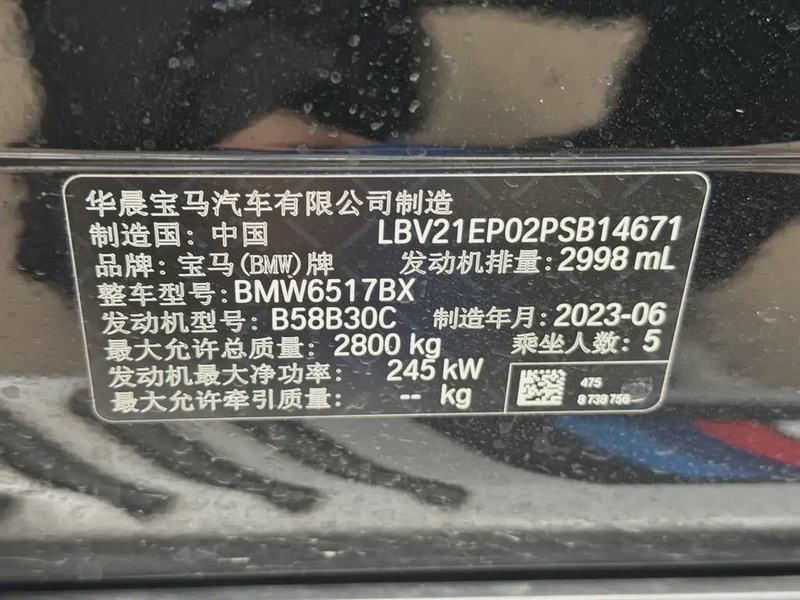 华晨宝马汽车有限公司制造
制造国：中国 LBV21EP02PSB14671
品牌：宝马(BMW)牌 发动机排量：2998 mL
整车型号：BMW6517BX
发动机型号：B58B30C 制造年月：2023-06
最大允许总质量：2800 kg 乘坐人数：5
发动机最大净功率：245 kW
最大允许牵引质量：-- kg
475
8 738 756